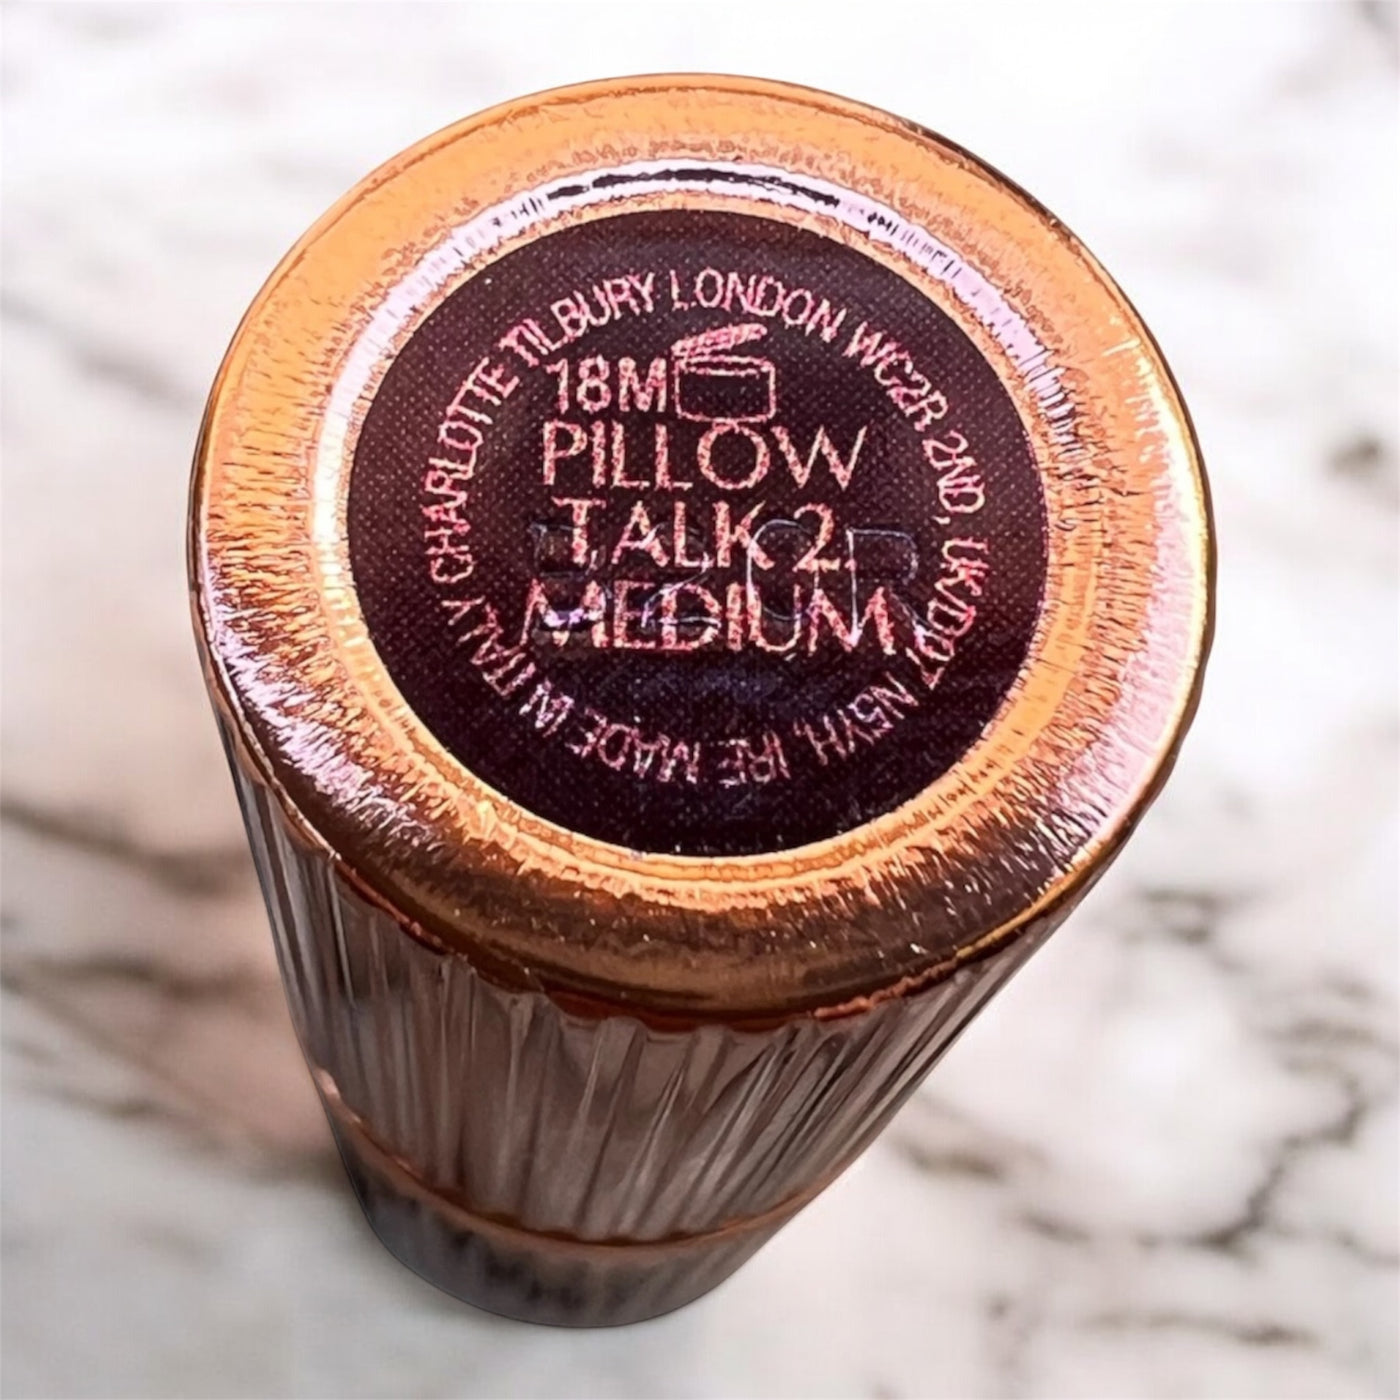 CHARLOTTE TILBURY LONDON WC2R 2ND, UK/D07 N5YH, IRE MADE IN ITALY
18M
PILLOW
TALK 2.
MEDIUM